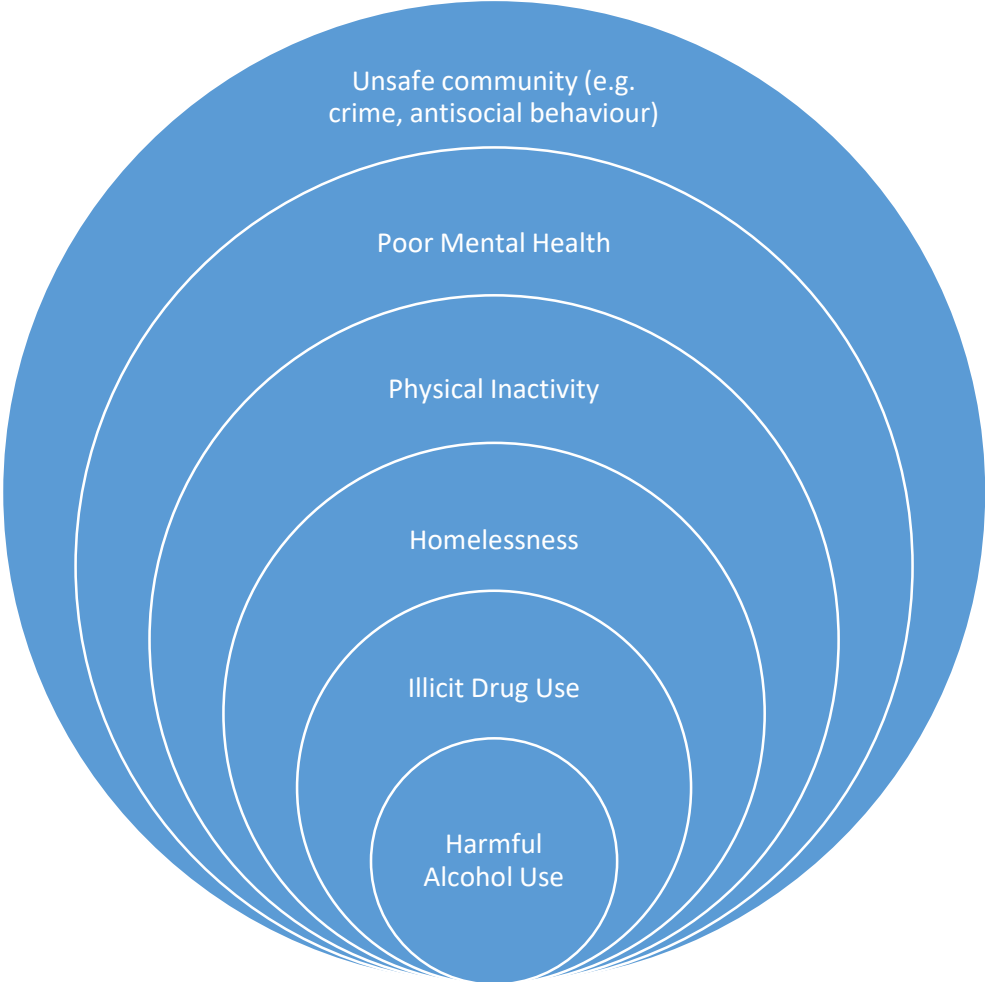 Unsafe community (e.g.
crime, antisocial behaviour)
Poor Mental Health
Physical Inactivity
Homelessness
Illicit Drug Use
Harmful
Alcohol Use